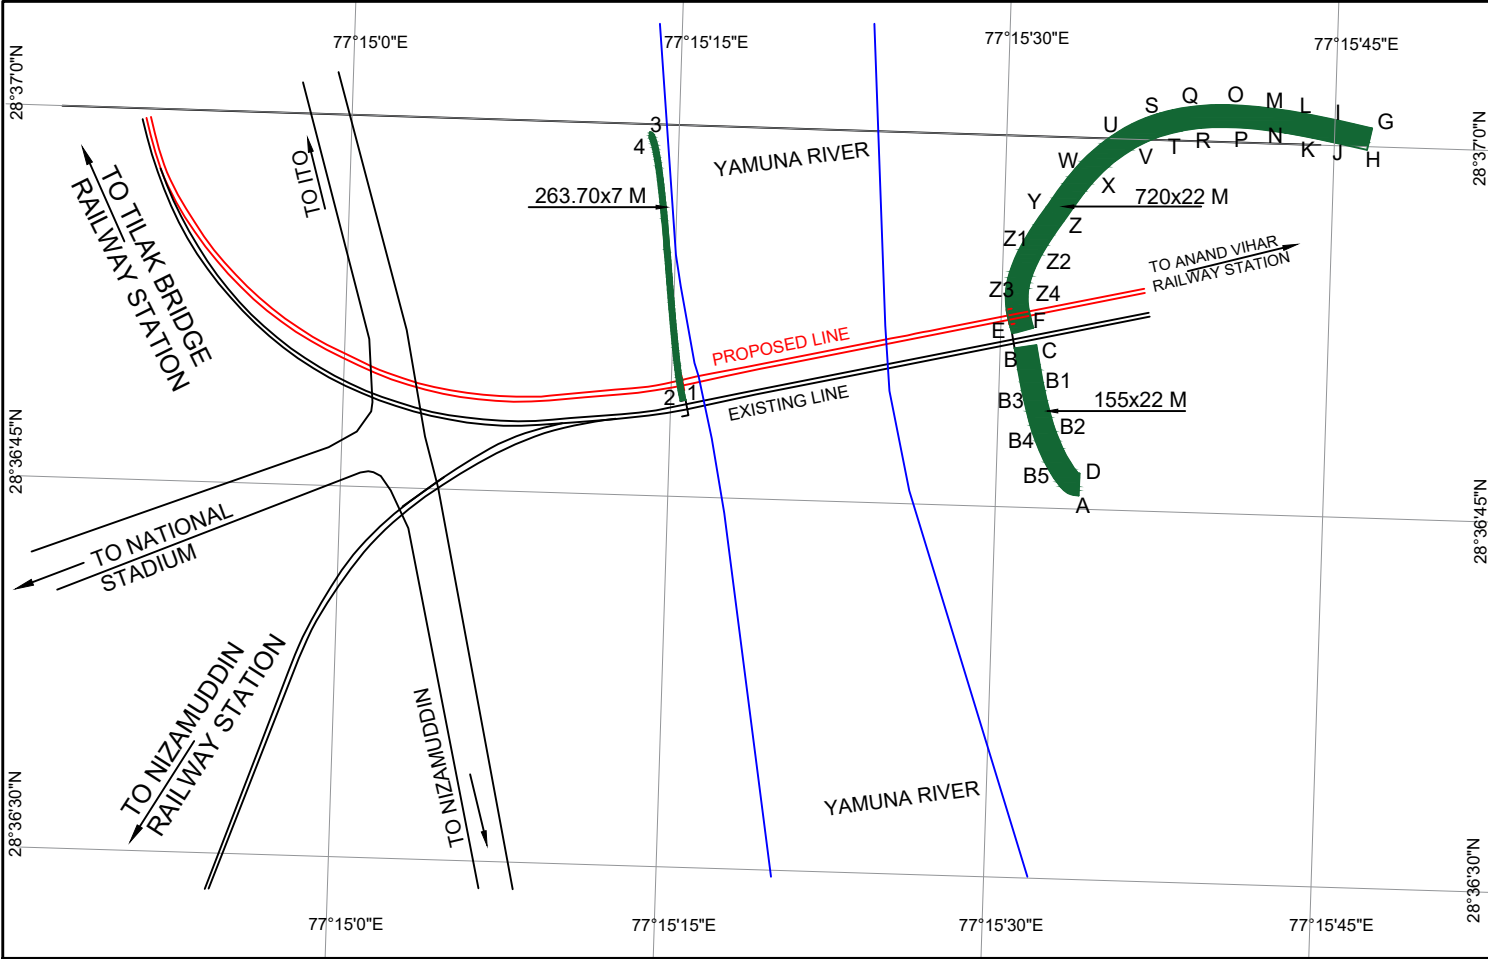 77°15'0"E
77°15'15"E
77°15'30"E
77°15'45"E
28°37'0"N
28°37'0"N
TO TILAK BRIDGE
RAILWAY STATION
TO ITO
3
4
263.70x7 M
YAMUNA RIVER
U
S
Q
O
M
L
I
G
W
V
T
R
P
N
K
J
H
X
Y
720x22 M
Z
Z1
Z2
Z3
Z4
TO ANAND VIHAR
RAILWAY STATION
E
F
PROPOSED LINE
B
C
B1
2
1
EXISTING LINE
B3
155x22 M
B2
B4
B5
D
A
28°36'45"N
28°36'45"N
TO NATIONAL
STADIUM
TO NIZAMUDDIN
RAILWAY STATION
TO NIZAMUDDIN
YAMUNA RIVER
28°36'30"N
28°36'30"N
77°15'0"E
77°15'15"E
77°15'30"E
77°15'45"E